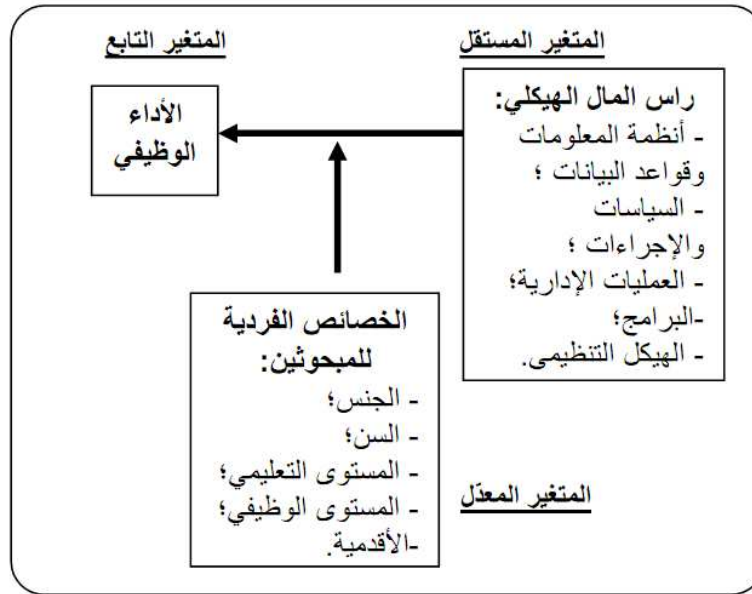 المتغير المستقل
راس المال الهيكلي:
- أنظمة المعلومات
وقواعد البيانات ؛
- السياسات
والإجراءات ؛
- العمليات الإدارية؛
-البرامج؛
- الهيكل التنظيمى.
المتغير التابع
الأداء
الوظيفي
الخصائص الفردية
للمبحوثين:
- الجنس؛
- السن؛
- المستوى التعليمي؛
- المستوى الوظيفي؛
-الأقدمية.
المتغير المعدّل